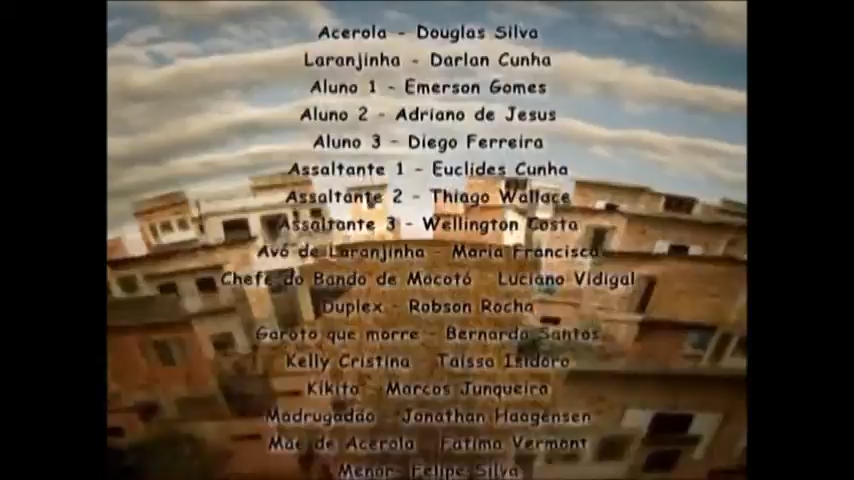 Acerola - Douglas Silva
Laranjinha - Darlan Cunha
Aluno 1 - Emerson Gomes
Aluno 2 - Adriano de Jesus
Aluno 3 - Diego Ferreira
Assaltante 1 - Euclides Cunha
Assaltante 2 - Thiago Wallace
Assaltante 3 - Wellington Costa
Avó de Laranjinha - Maria Francisca
Chefe do Bando de Mocotó - Luciano Vidigal
Duplex - Robson Rocha
Garoto que morre - Bernardo Santos
Kelly Cristina - Taissa Isidoro
Kikito - Marcos Junqueira
Madrugadão - Jonathan Haagensen
Mãe de Acerola - Fatima Vermont
Menor - Felipe Silva